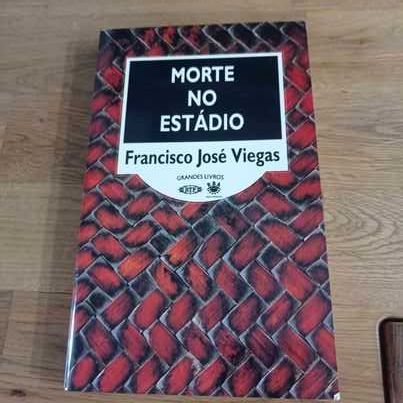 MORTE
NO
ESTÁDIO
Francisco José Viegas
GRANDES LIVROS